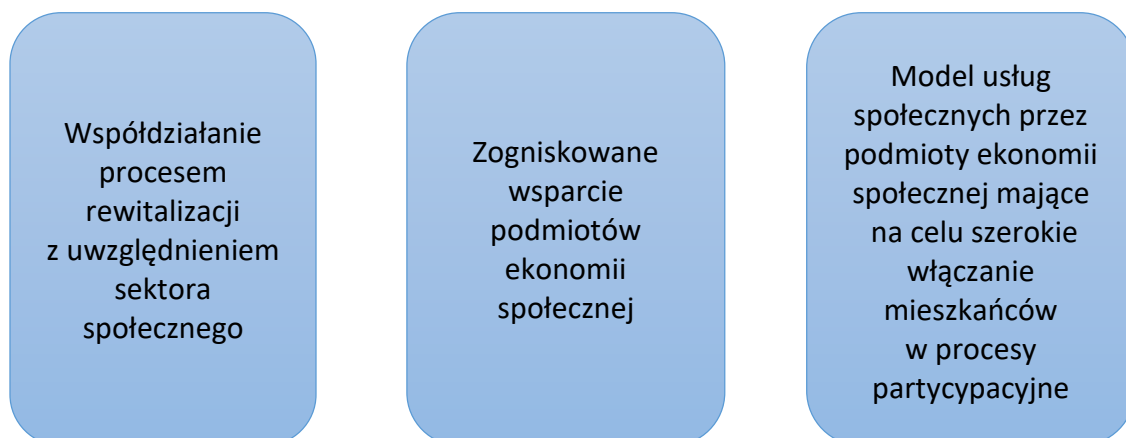 Współdziałanie
procesem
rewitalizacji
z uwzględnieniem
sektora
społecznego
Zogniskowane
wsparcie
podmiotów
ekonomii
społecznej
Model usług
społecznych przez
podmioty ekonomii
społecznej mające
na celu szerokie
włączanie
mieszkańców
w procesy
partycypacyjne